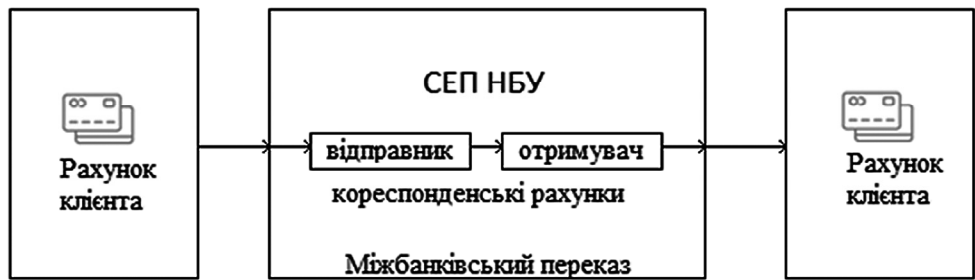 Рахунок
клієнта
СЕП НБУ
відправник
отримувач
кореспонденські рахунки
Міжбанківський переказ
Рахунок
клієнта